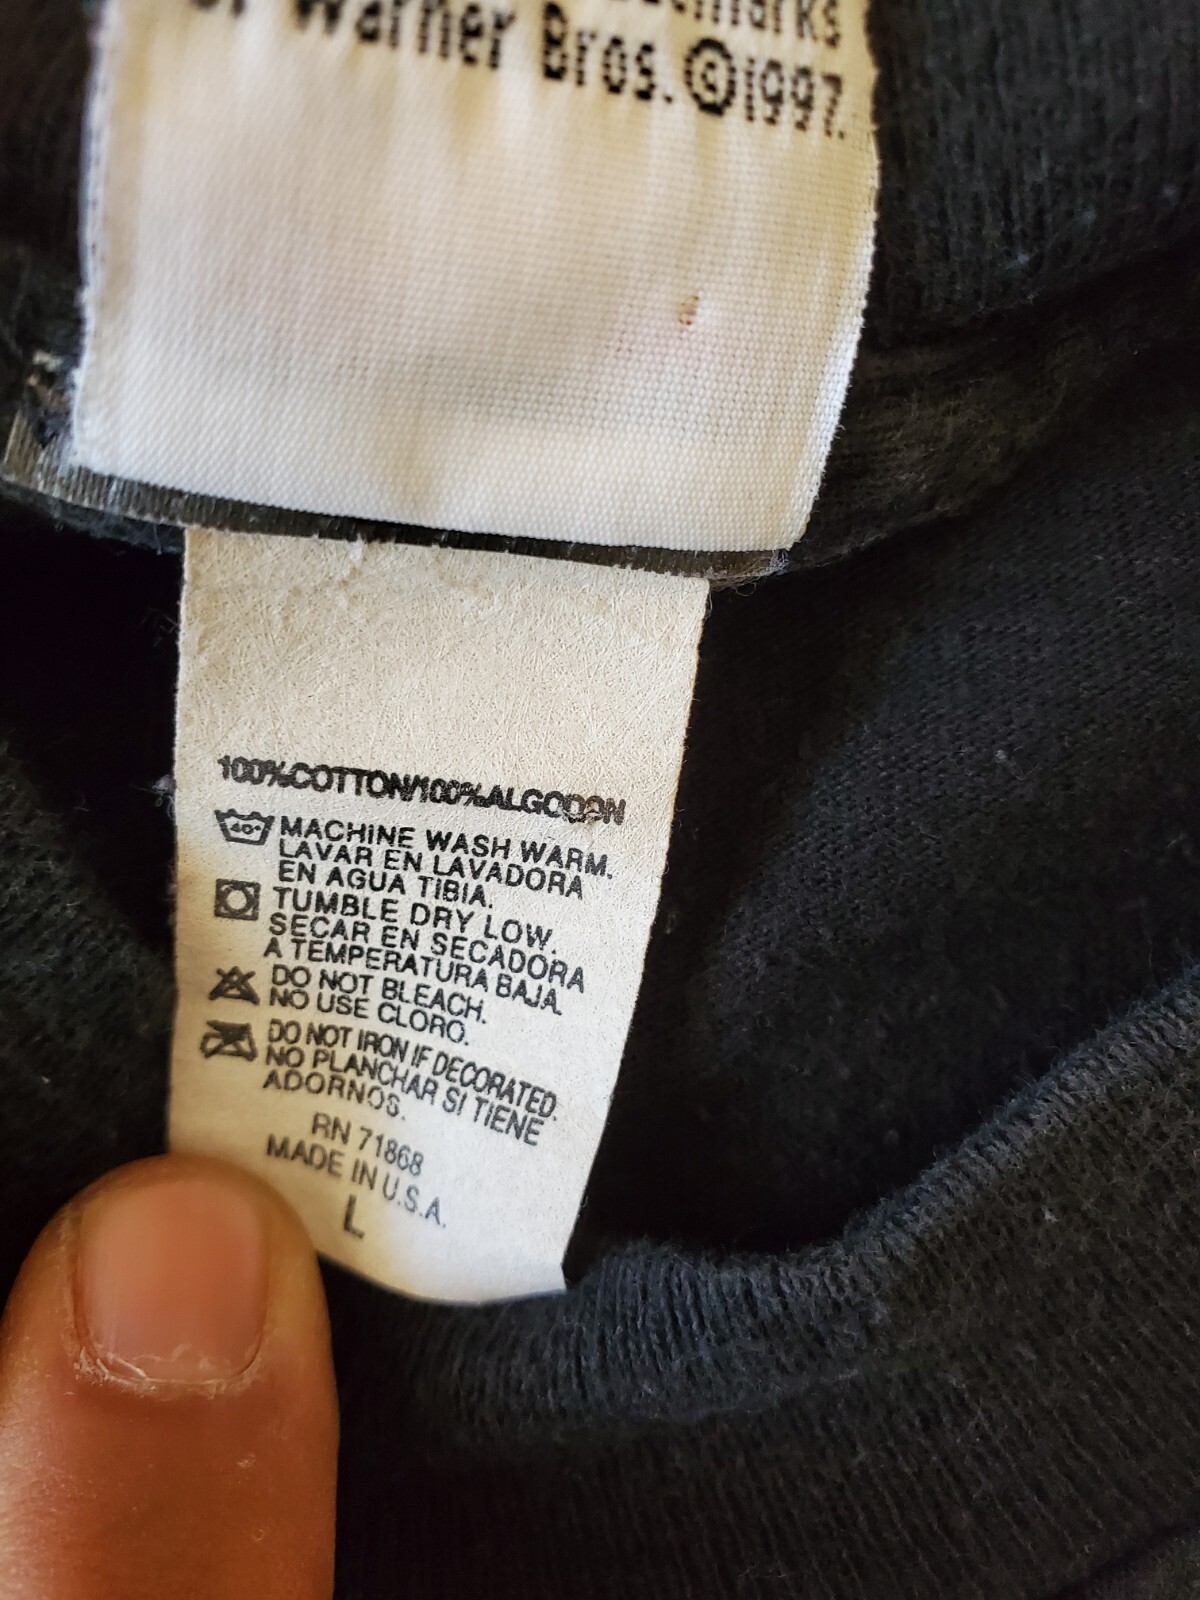 of Warner Bros. ©1997.
100%COTTON/100%ALGODON
40°
MACHINE WASH WARM.
LAVAR EN LAVADORA
EN AGUA TIBIA.
TUMBLE DRY LOW.
SECAR EN SECADORA
A TEMPERATURA BAJA.
DO NOT BLEACH.
NO USE CLORO.
DO NOT IRON IF DECORATED.
NO PLANCHAR SI TIENE
ADORNOS.
RN 71868
MADE IN U.S.A.
L